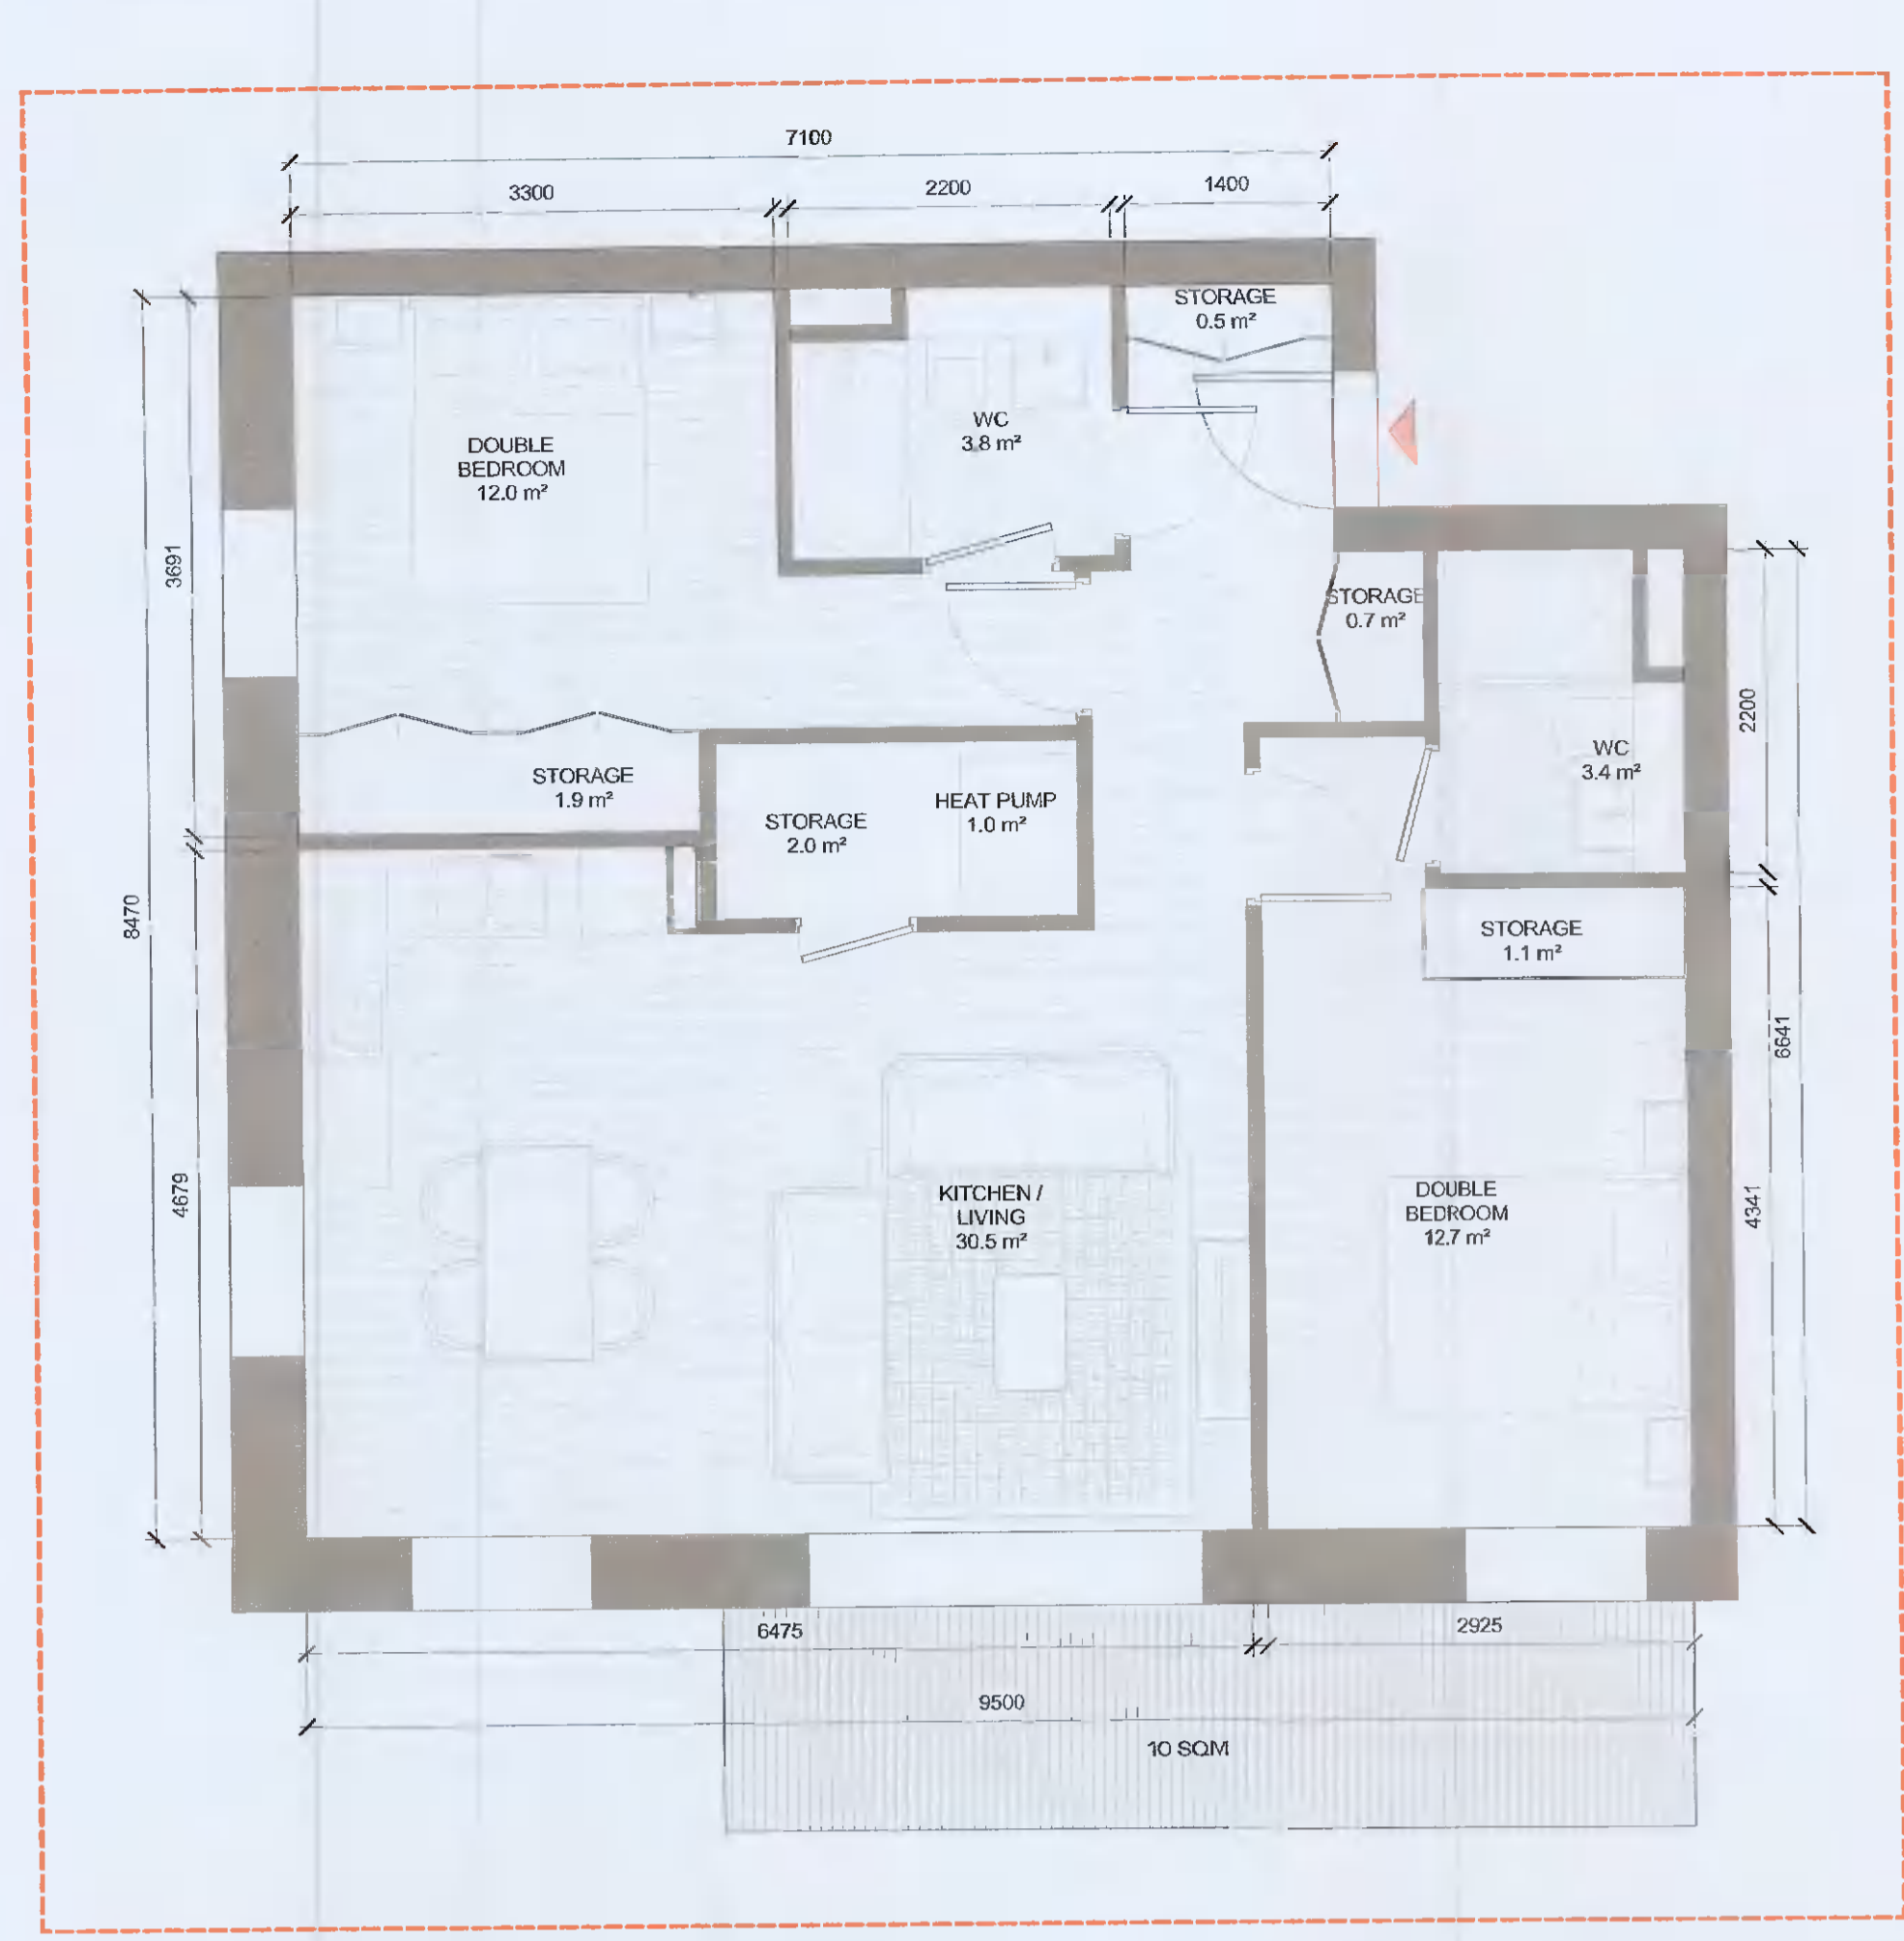 7100
3300
2200
1400
STORAGE
0.5 m²
WC
3.8 m²
DOUBLE
BEDROOM
12.0 m²
3691
STORAGE
0.7 m²
2200
WC
3.4 m²
STORAGE
1.9 m²
HEAT PUMP
1.0 m²
STORAGE
2.0 m²
8470
STORAGE
1.1 m²
6641
4679
KITCHEN /
LIVING
30.5 m²
DOUBLE
BEDROOM
12.7 m²
4341
6475
2925
9500
10 SQM